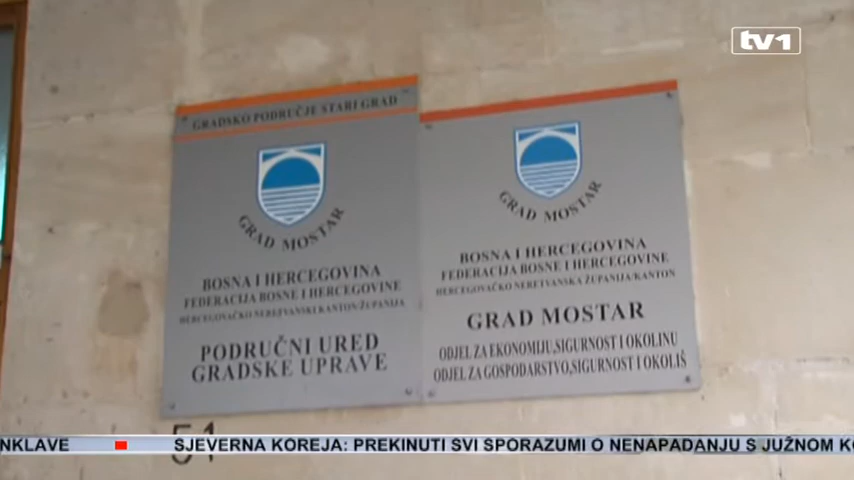 tv1
GRADSKO PODRUČJE STARI GRAD
GRAD MOSTAR
BOSNA I HERCEGOVINA
FEDERACIJA BOSNE I HERCEGOVINE
HERCEGOVAČKO NERETVANSKI KANTON/ŽUPANIJA
PODRUČNI URED
GRADSKE UPRAVE
GRAD MOSTAR
BOSNA I HERCEGOVINA
FEDERACIJA BOSNE I HERCEGOVINE
HERCEGOVAČKO NERETVANSKA ŽUPANIJA/KANTON
GRAD MOSTAR
ODJEL ZA EKONOMIJU,SIGURNOST I OKOLINU
ODJEL ZA GOSPODARSTVO,SIGURNOST I OKOLIŠ
51
NKLAVE SJEVERNA KOREJA: PREKINUTI SVI SPORAZUMI O NENAPADANJU S JUŽNOM KO